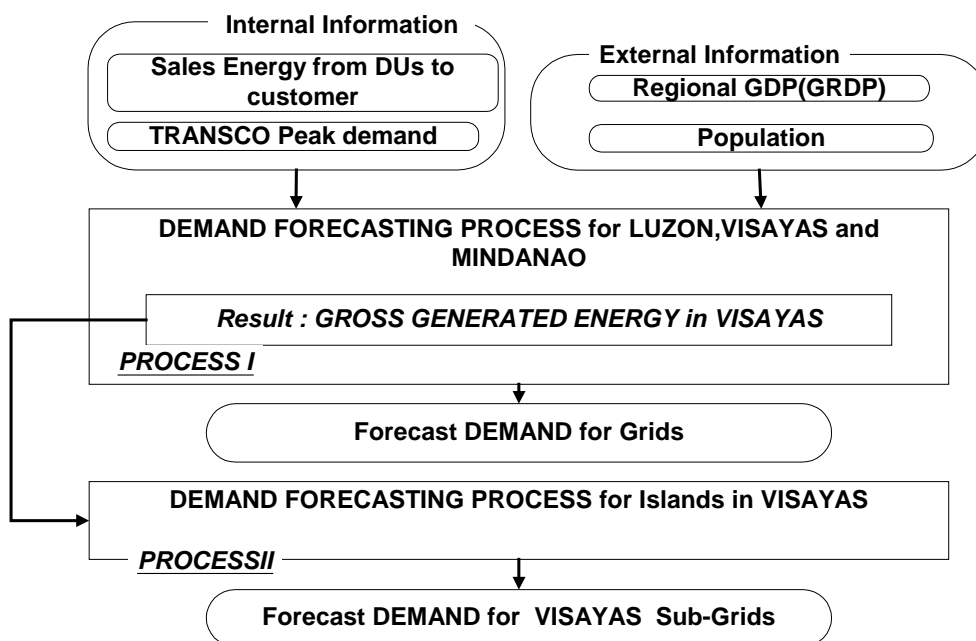 Internal Information
Sales Energy from DUs to
customer
TRANSCO Peak demand
External Information
Regional GDP(GRDP)
Population
DEMAND FORECASTING PROCESS for LUZON,VISAYAS and
MINDANAO
Result : GROSS GENERATED ENERGY in VISAYAS
PROCESS I
Forecast DEMAND for Grids
DEMAND FORECASTING PROCESS for Islands in VISAYAS
PROCESSII
Forecast DEMAND for VISAYAS Sub-Grids